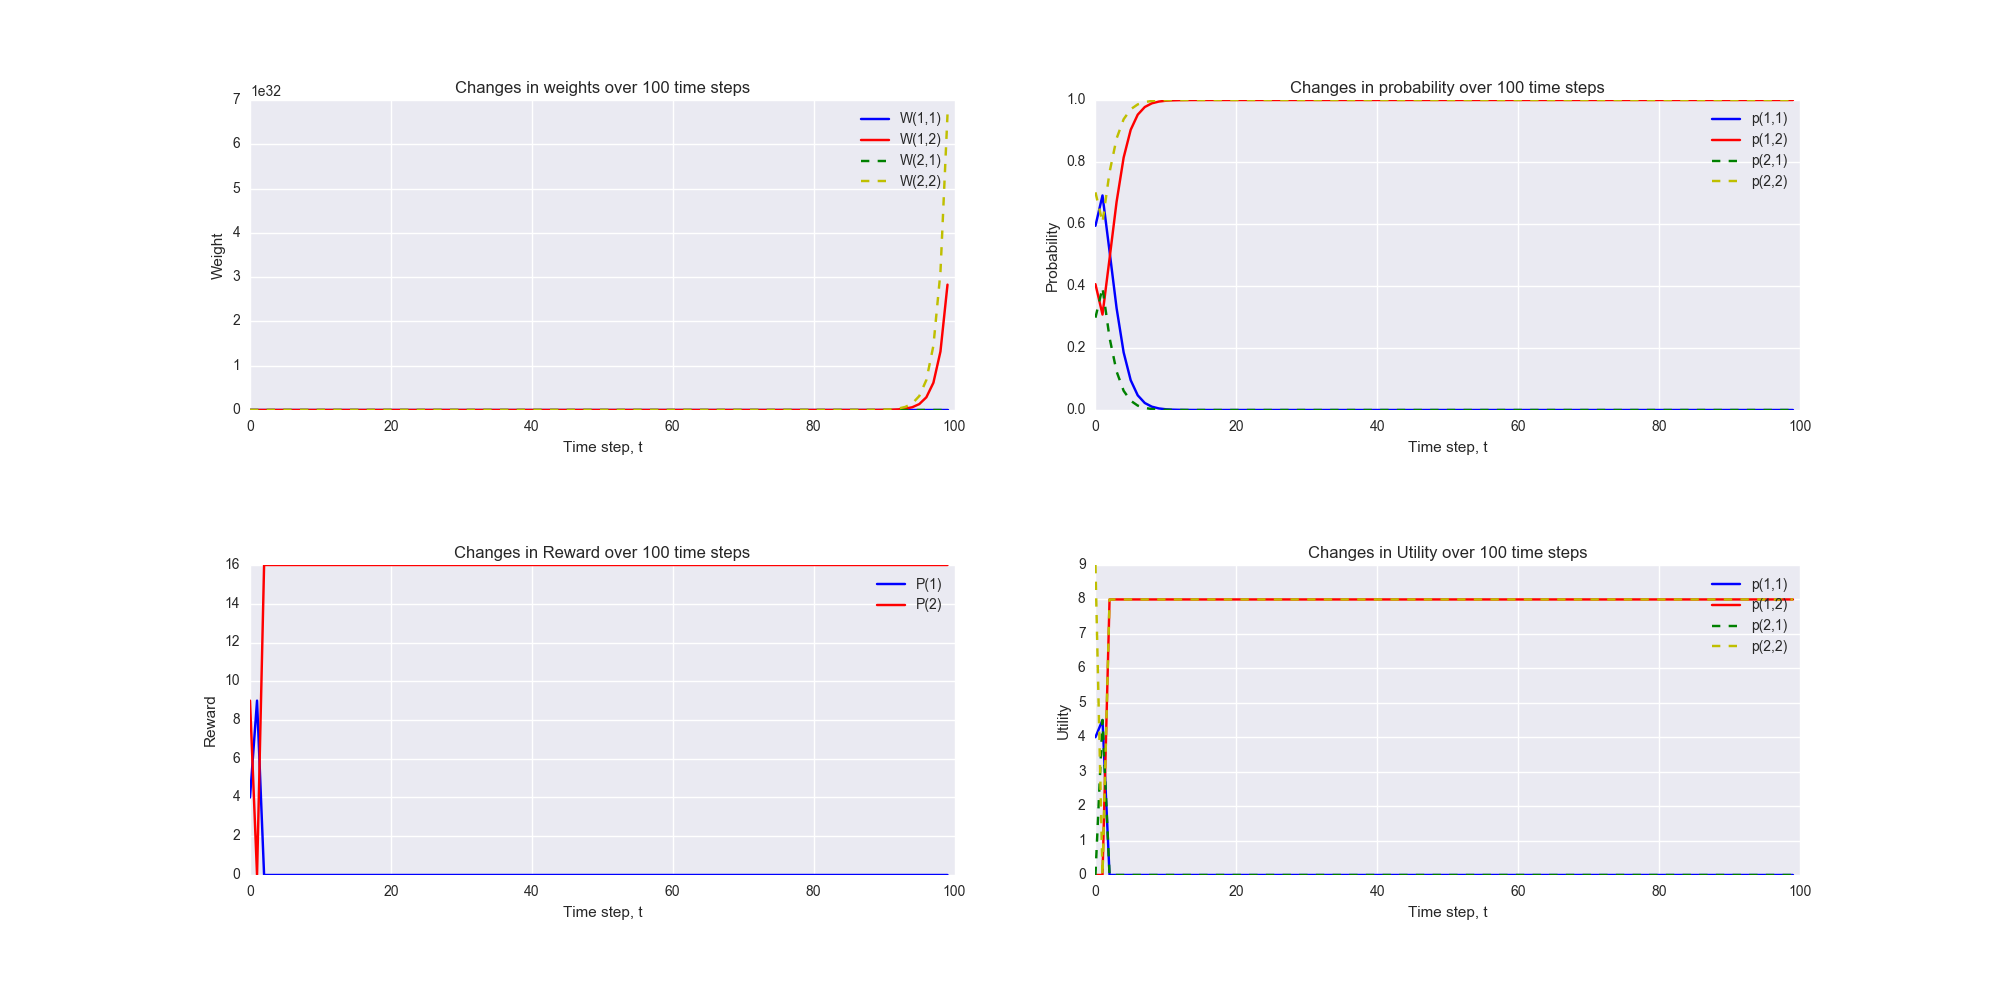 Changes in weights over 100 time steps
1e32
7
6
5
4
3
2
1
0
Weight
W(1,1)
W(1,2)
W(2,1)
W(2,2)
0 20 40 60 80 100
Time step, t
Changes in probability over 100 time steps
1.0
0.8
0.6
0.4
0.2
0.0
Probability
p(1,1)
p(1,2)
p(2,1)
p(2,2)
0 20 40 60 80 100
Time step, t
Changes in Reward over 100 time steps
16
14
12
10
8
6
4
2
0
Reward
P(1)
P(2)
0 20 40 60 80 100
Time step, t
Changes in Utility over 100 time steps
9
8
7
6
5
4
3
2
1
0
Utility
p(1,1)
p(1,2)
p(2,1)
p(2,2)
0 20 40 60 80 100
Time step, t